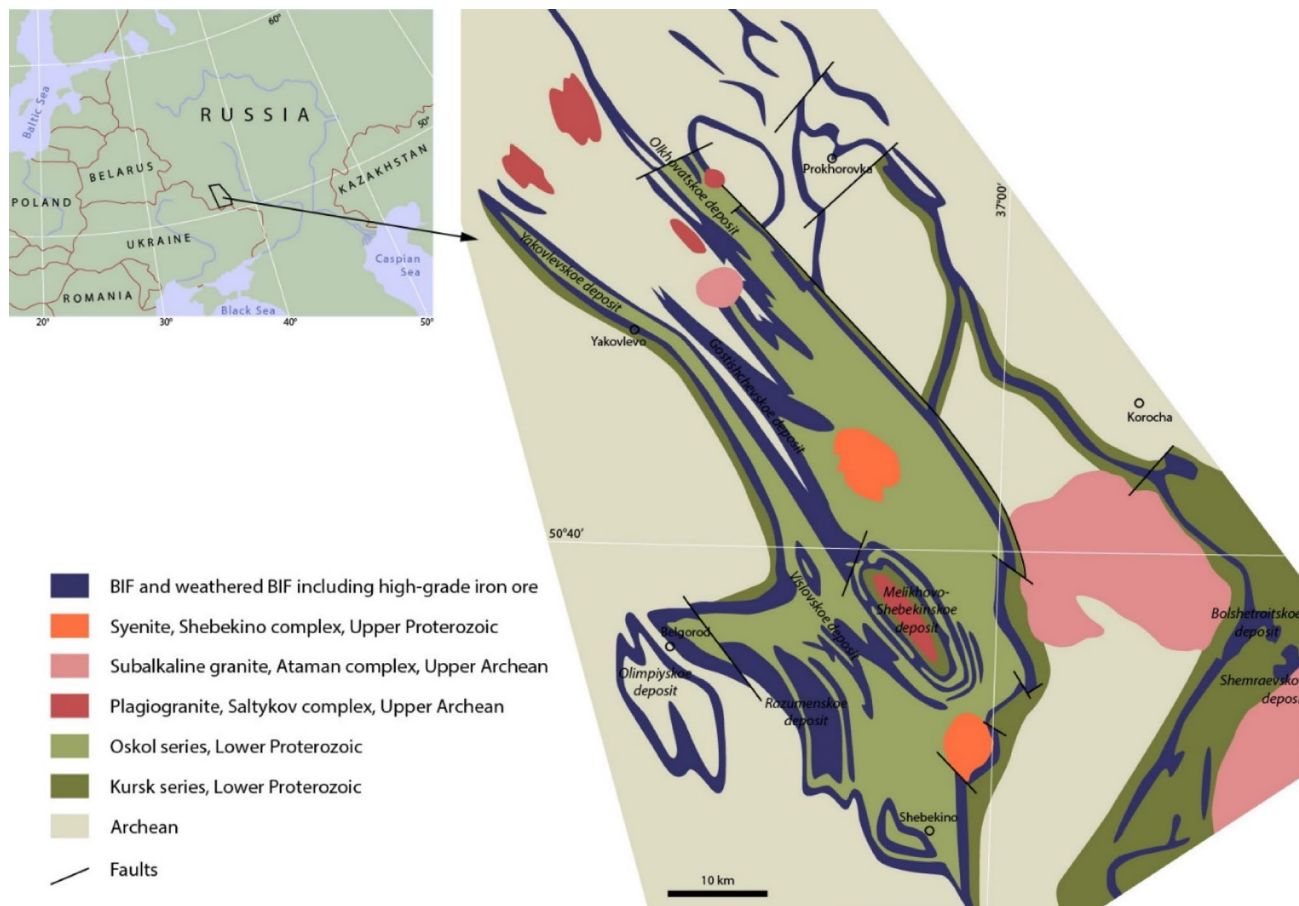 60°
Baltic Sea
RUSSIA
50°
BELARUS
KAZAKHSTAN
POLAND
UKRAINE
Caspian
Sea
ROMANIA
Black Sea
20°
30°
40°
50°
Olkhovatskoe deposit
Prokhorovka
37°00'
Yakovlevskoe deposit
Yakovlevo
Gostishchevskoe deposit
Korocha
50°40'
Vislovskoe deposit
Melikhovo-
Shebekinskoe
deposit
Bolshetroitskoe
deposit
Belgorod
Olimpiyskoe
deposit
Razumenskoe
deposit
Shemraevsko
deposi
Shebekino
10 km
BIF and weathered BIF including high-grade iron ore
Syenite, Shebekino complex, Upper Proterozoic
Subalkaline granite, Ataman complex, Upper Archean
Plagiogranite, Saltykov complex, Upper Archean
Oskol series, Lower Proterozoic
Kursk series, Lower Proterozoic
Archean
Faults